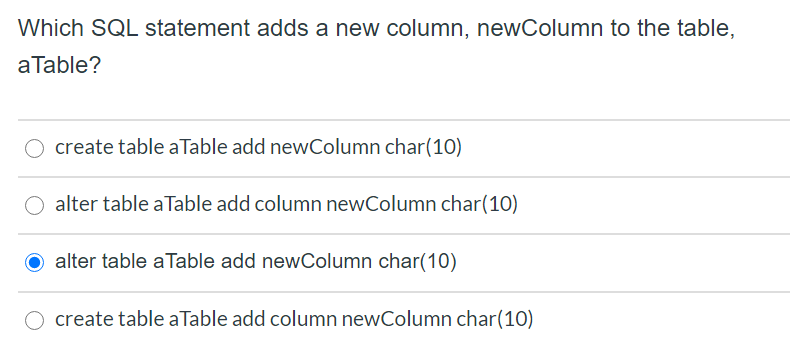 Which SQL statement adds a new column, newColumn to the table,
aTable?
create table aTable add newColumn char(10)
alter table aTable add column newColumn char(10)
alter table aTable add newColumn char(10)
create table aTable add column newColumn char(10)